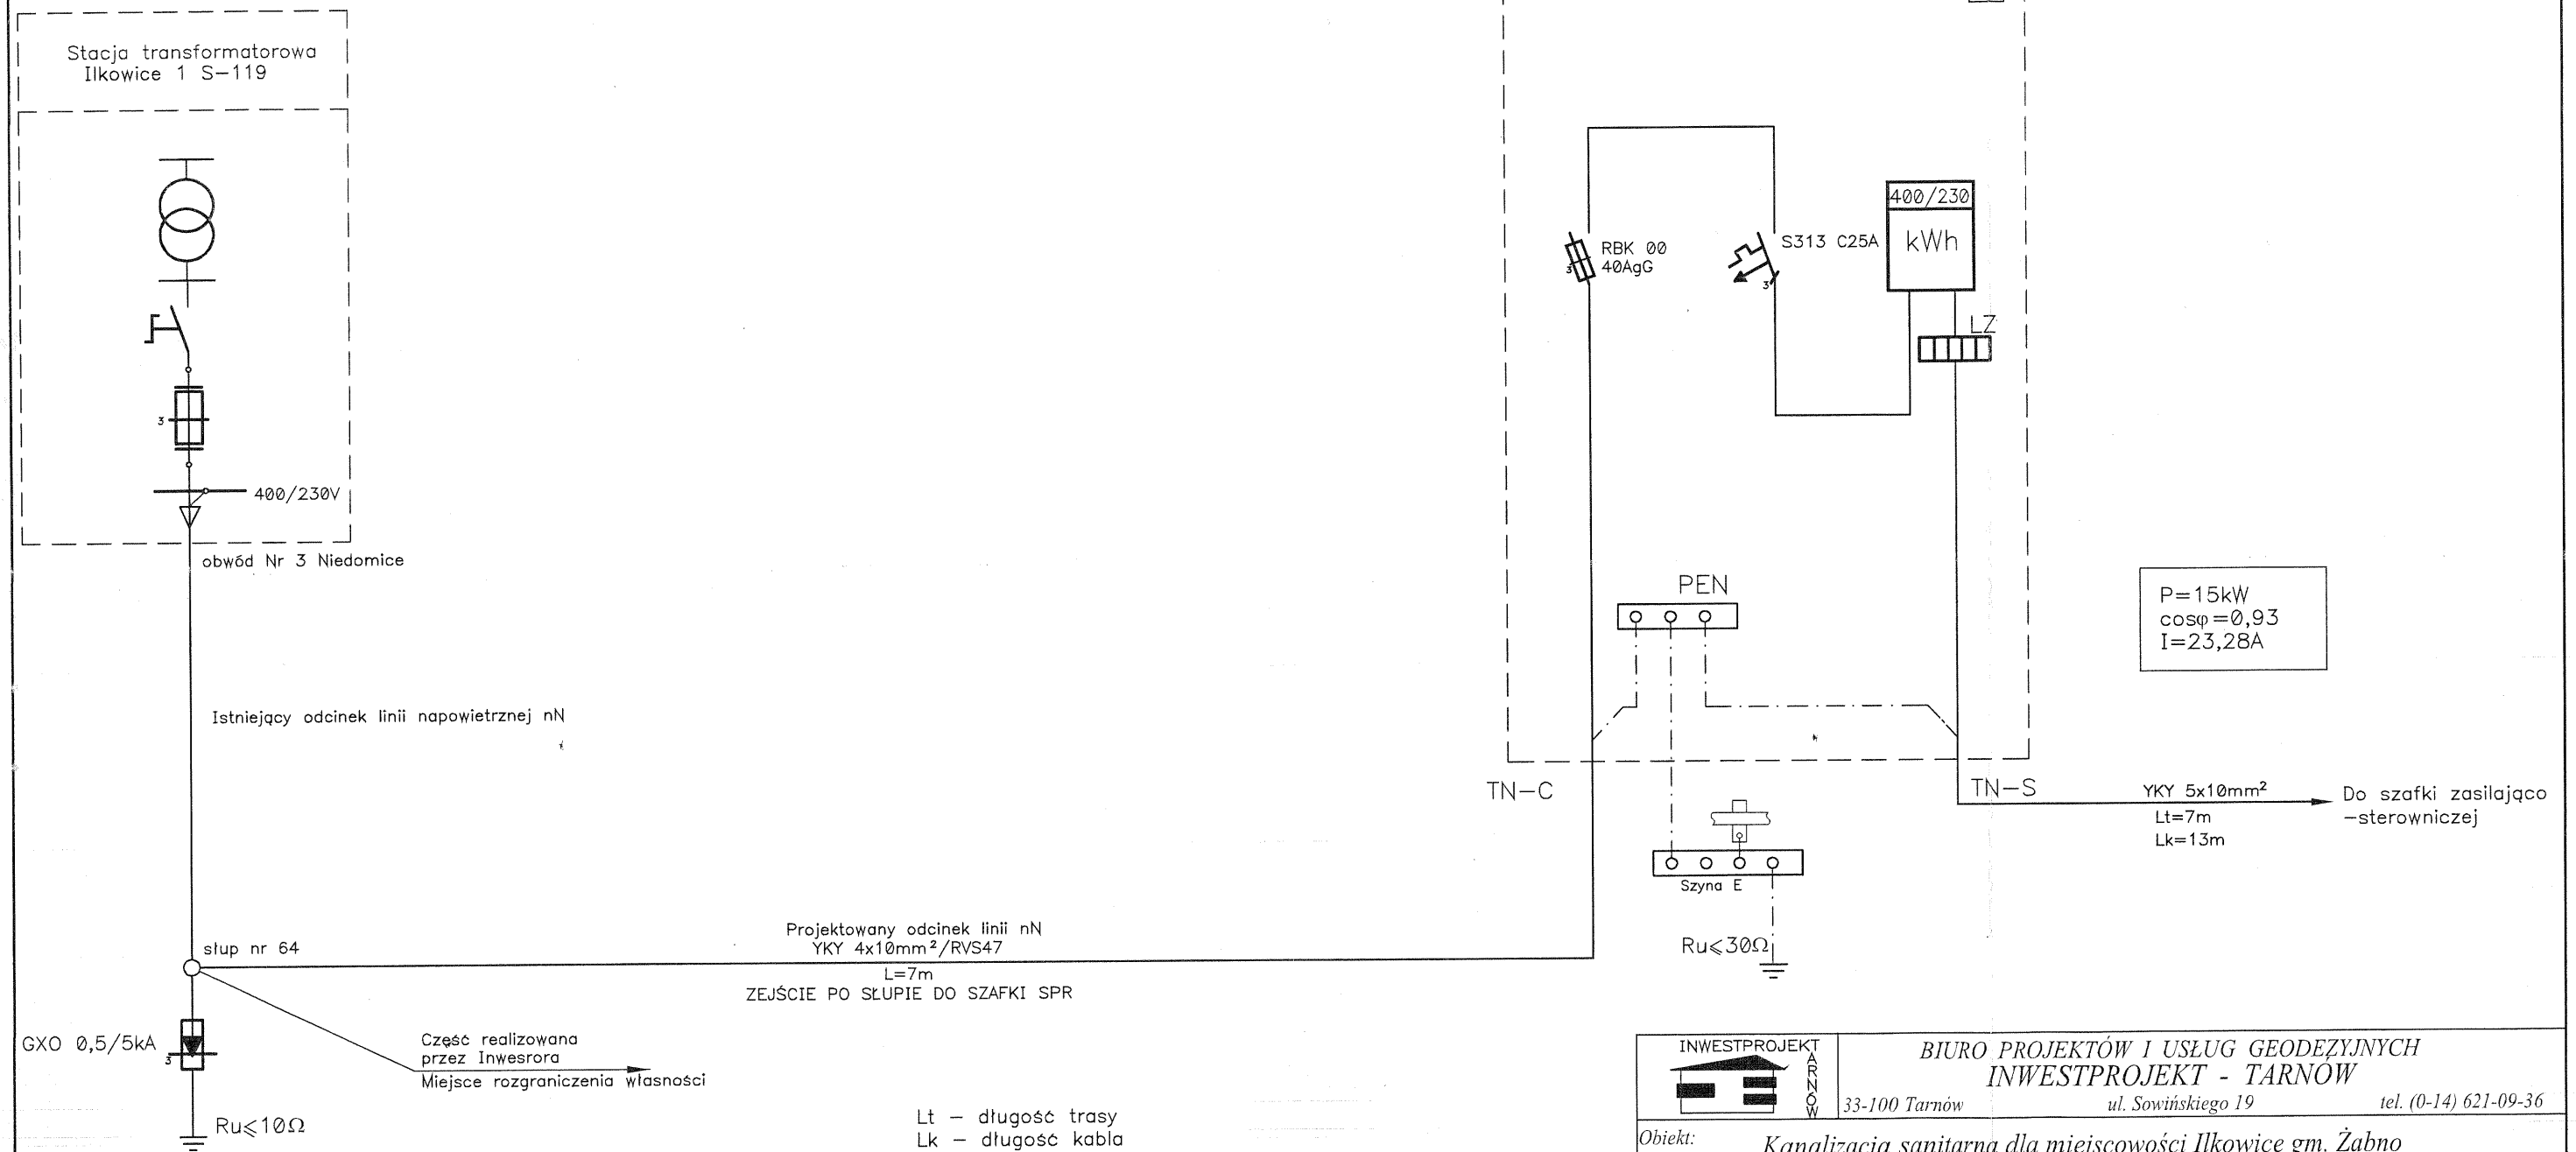 Stacja transformatorowa
Ilkowice 1 S-119
3
400/230V
obwód Nr 3 Niedomice
Istniejący odcinek linii napowietrznej nN
słup nr 64
GXO 0,5/5kA
3
Ru⩽10Ω
Część realizowana
przez Inwesrora
Miejsce rozgraniczenia własności
Projektowany odcinek linii nN
YKY 4x10mm²/RVS47
L=7m
ZEJŚCIE PO SŁUPIE DO SZAFKI SPR
Lt – długość trasy
Lk – długość kabla
RBK 00
40AgG
3
S313 C25A
3
400/230
kWh
LZ
PEN
TN-C
TN-S
Szyna E
Ru⩽30Ω
P=15kW
cosφ=0,93
I=23,28A
YKY 5x10mm²
Lt=7m
Lk=13m
Do szafki zasilająco
-sterowniczej
INWESTPROJEKT
TARNÓW
BIURO PROJEKTÓW I USŁUG GEODEZYJNYCH
INWESTPROJEKT - TARNÓW
33-100 Tarnów ul. Sowińskiego 19 tel. (0-14) 621-09-36
Obiekt: Kanalizacja sanitarna dla miejscowości Ilkowice gm. Żabno